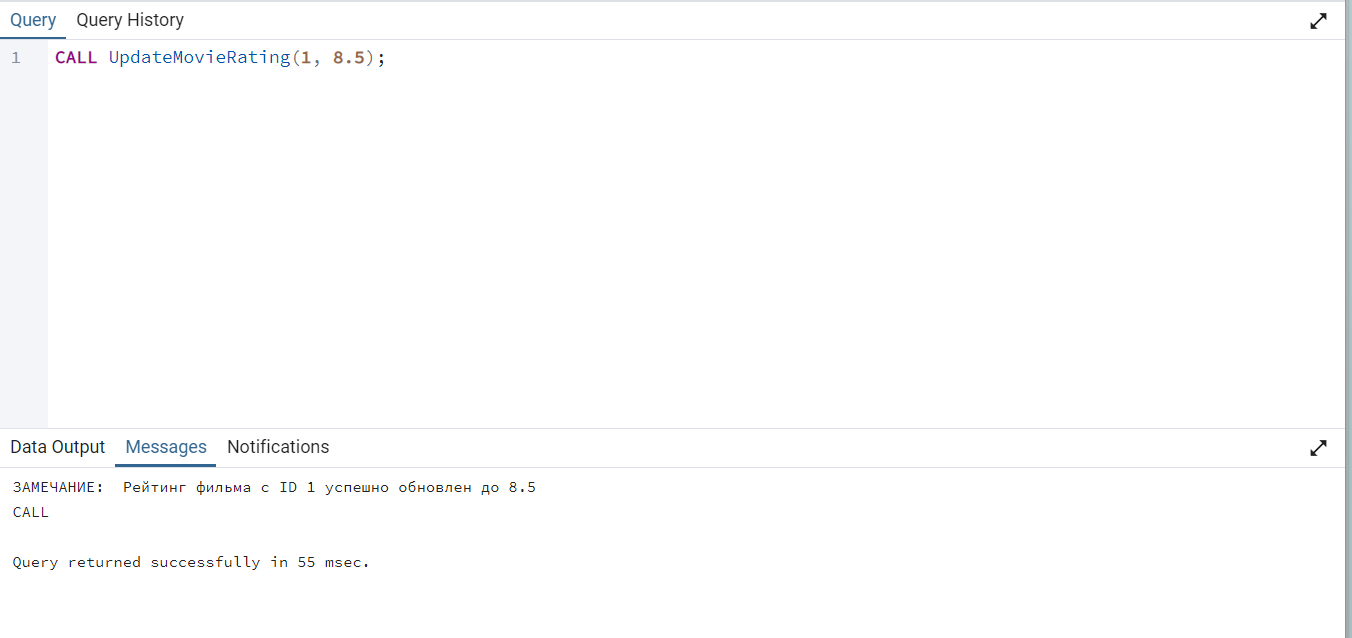 Query Query History
1 CALL UpdateMovieRating(1, 8.5);
Data Output Messages Notifications
ЗАМЕЧАНИЕ:  Рейтинг фильма с ID 1 успешно обновлен до 8.5
CALL
Query returned successfully in 55 msec.